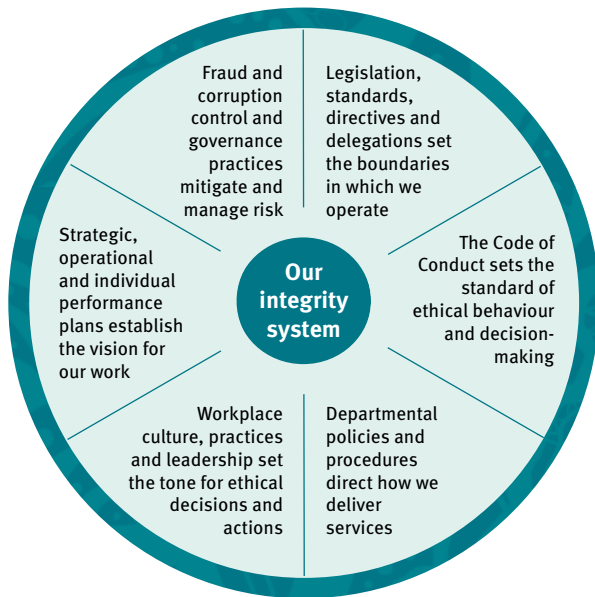 Fraud and
corruption
control and
governance
practices
mitigate and
manage risk
Legislation,
standards,
directives and
delegations set
the boundaries
in which we
operate
Strategic,
operational
and individual
performance
plans establish
the vision for
our work
Our
integrity
system
The Code of
Conduct sets the
standard of
ethical behaviour
and decision-
making
Workplace
culture, practices
and leadership set
the tone for ethical
decisions and
actions
Departmental
policies and
procedures
direct how we
deliver
services